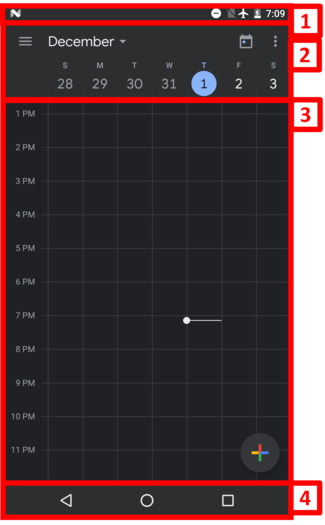 7:09
1
December
2
S M T W T F S
28 29 30 31 1 2 3
3
1 PM
2 PM
3 PM
4 PM
5 PM
6 PM
7 PM
8 PM
9 PM
10 PM
11 PM
4